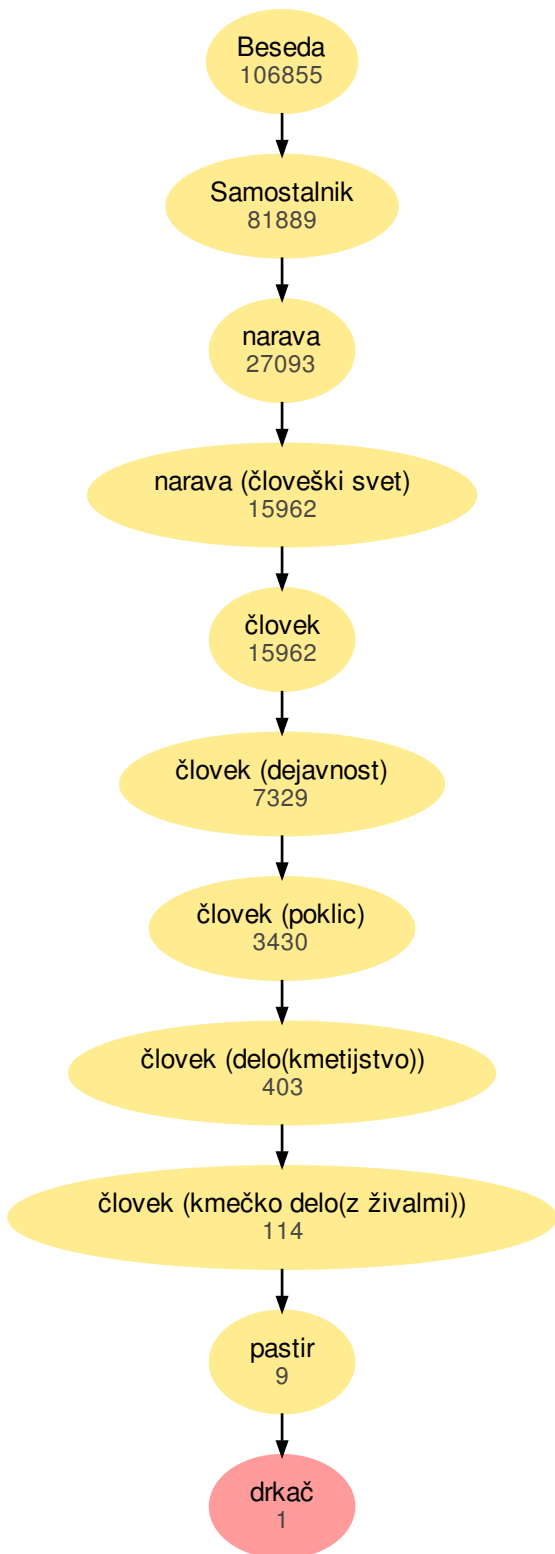 Beseda
106855
Samostalnik
81889
narava
27093
narava (človeški svet)
15962
človek
15962
človek (dejavnost)
7329
človek (poklic)
3430
človek (delo(kmetijstvo))
403
človek (kmečko delo(z živalmi))
114
pastir
9
drkač
1